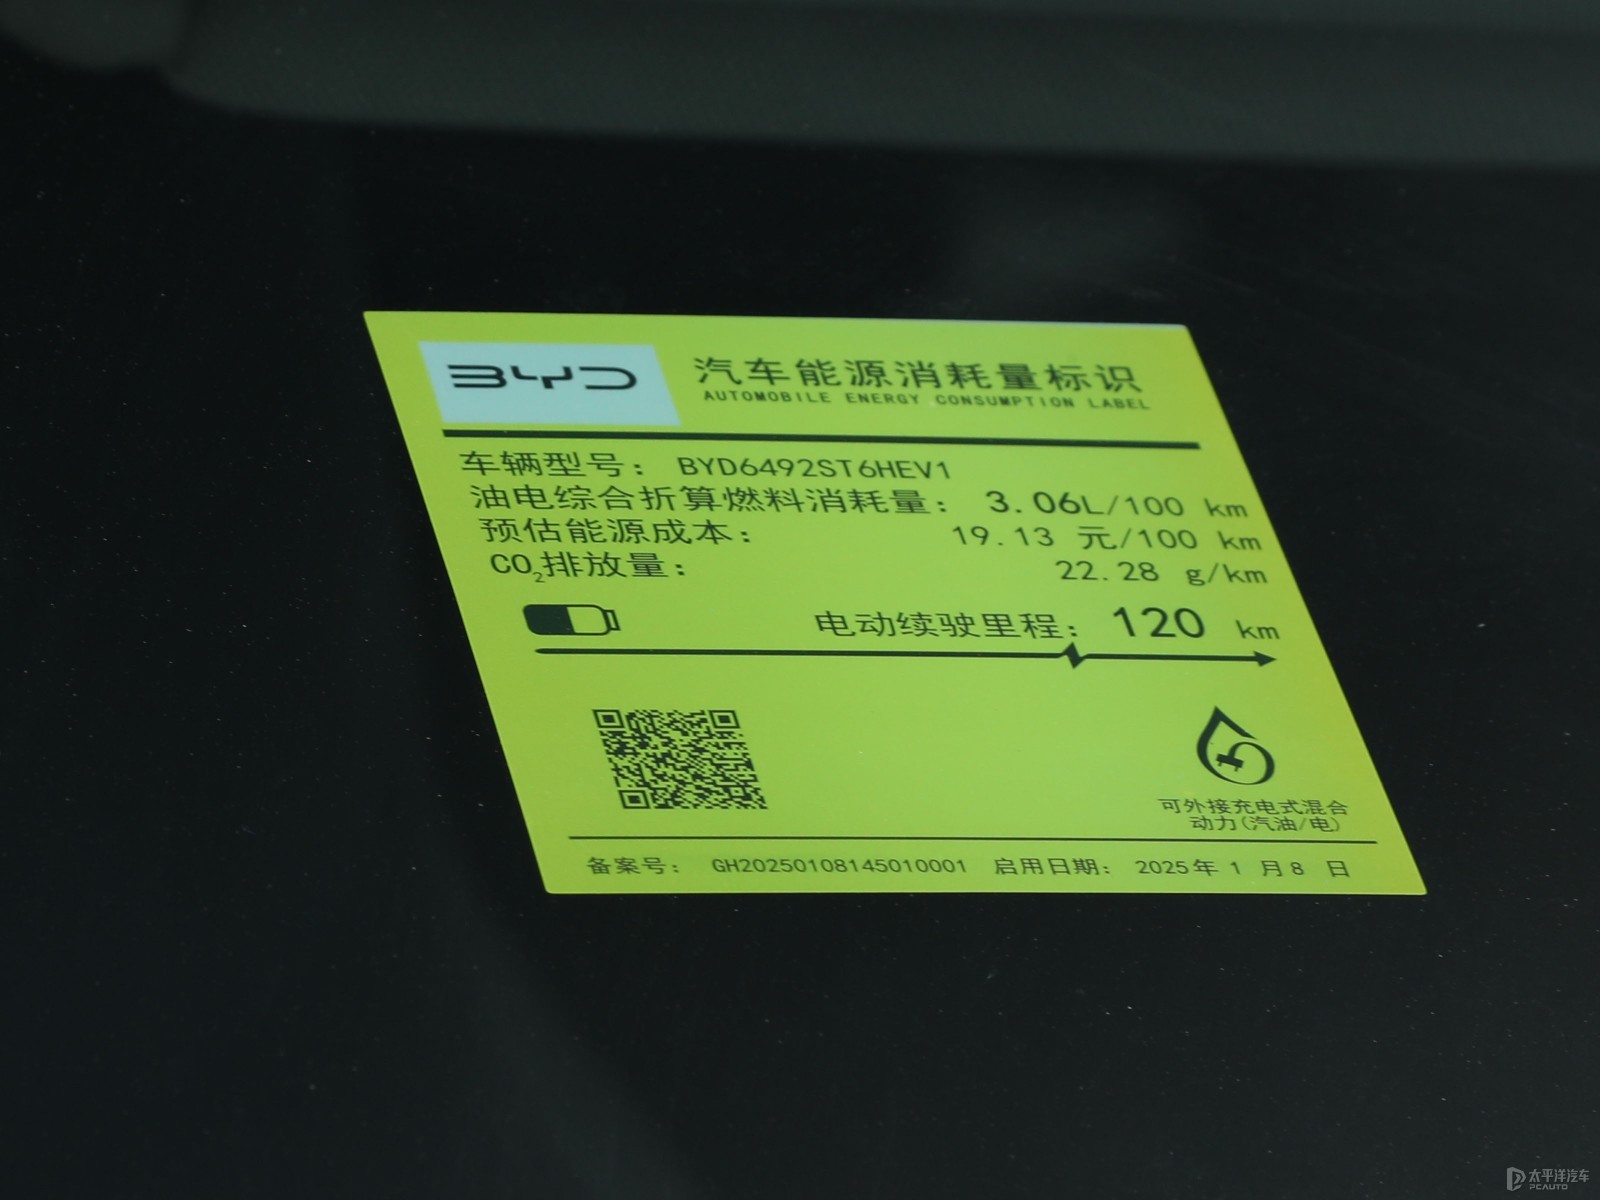 BYD
汽车能源消耗量标识
AUTOMOBILE ENERGY CONSUMPTION LABEL
车辆型号： BYD6492ST6HEV1
油电综合折算燃料消耗量： 3.06L/100 km
预估能源成本： 19.13 元/100 km
CO₂排放量： 22.28 g/km
电动续驶里程： 120 km
可外接充电式混合
动力(汽油/电)
备案号： GH20250108145010001 启用日期： 2025年 1 月 8 日
太平洋汽车
PCAUTO